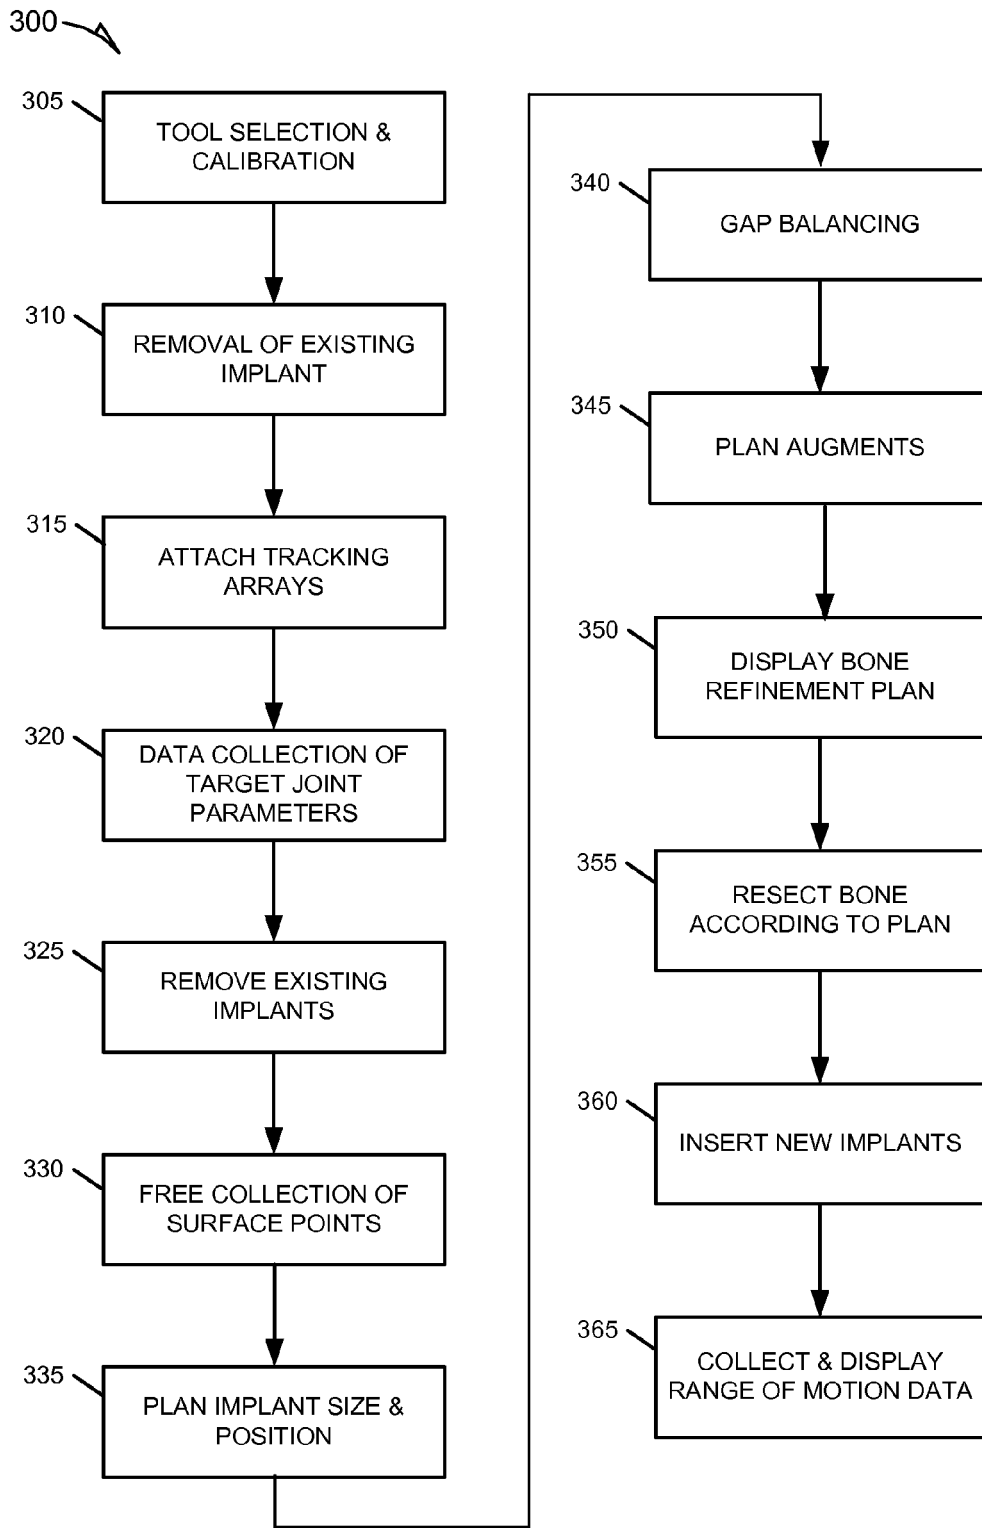 300
305
TOOL SELECTION &
CALIBRATION
310
REMOVAL OF EXISTING
IMPLANT
315
ATTACH TRACKING
ARRAYS
320
DATA COLLECTION OF
TARGET JOINT
PARAMETERS
325
REMOVE EXISTING
IMPLANTS
330
FREE COLLECTION OF
SURFACE POINTS
335
PLAN IMPLANT SIZE &
POSITION
340
GAP BALANCING
345
PLAN AUGMENTS
350
DISPLAY BONE
REFINEMENT PLAN
355
RESECT BONE
ACCORDING TO PLAN
360
INSERT NEW IMPLANTS
365
COLLECT & DISPLAY
RANGE OF MOTION DATA